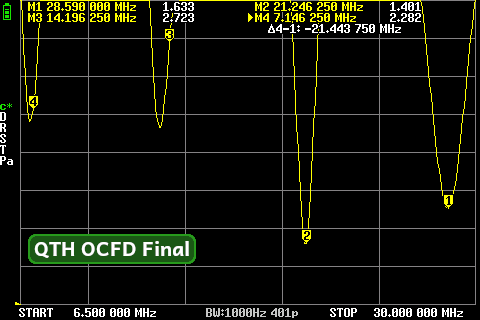 M1 28.590 000 MHz 1.633 M2 21.246 250 MHz 1.401
M3 14.196 250 MHz 2.723 M4 7.146 250 MHz 2.282
Δ4-1: -21.443 750 MHz
3
4
C*
D
R
S
T
Pa
1
2
QTH OCFD Final
START 6.500 000 MHz BW:1000Hz 401p STOP 30.000 000 MHz